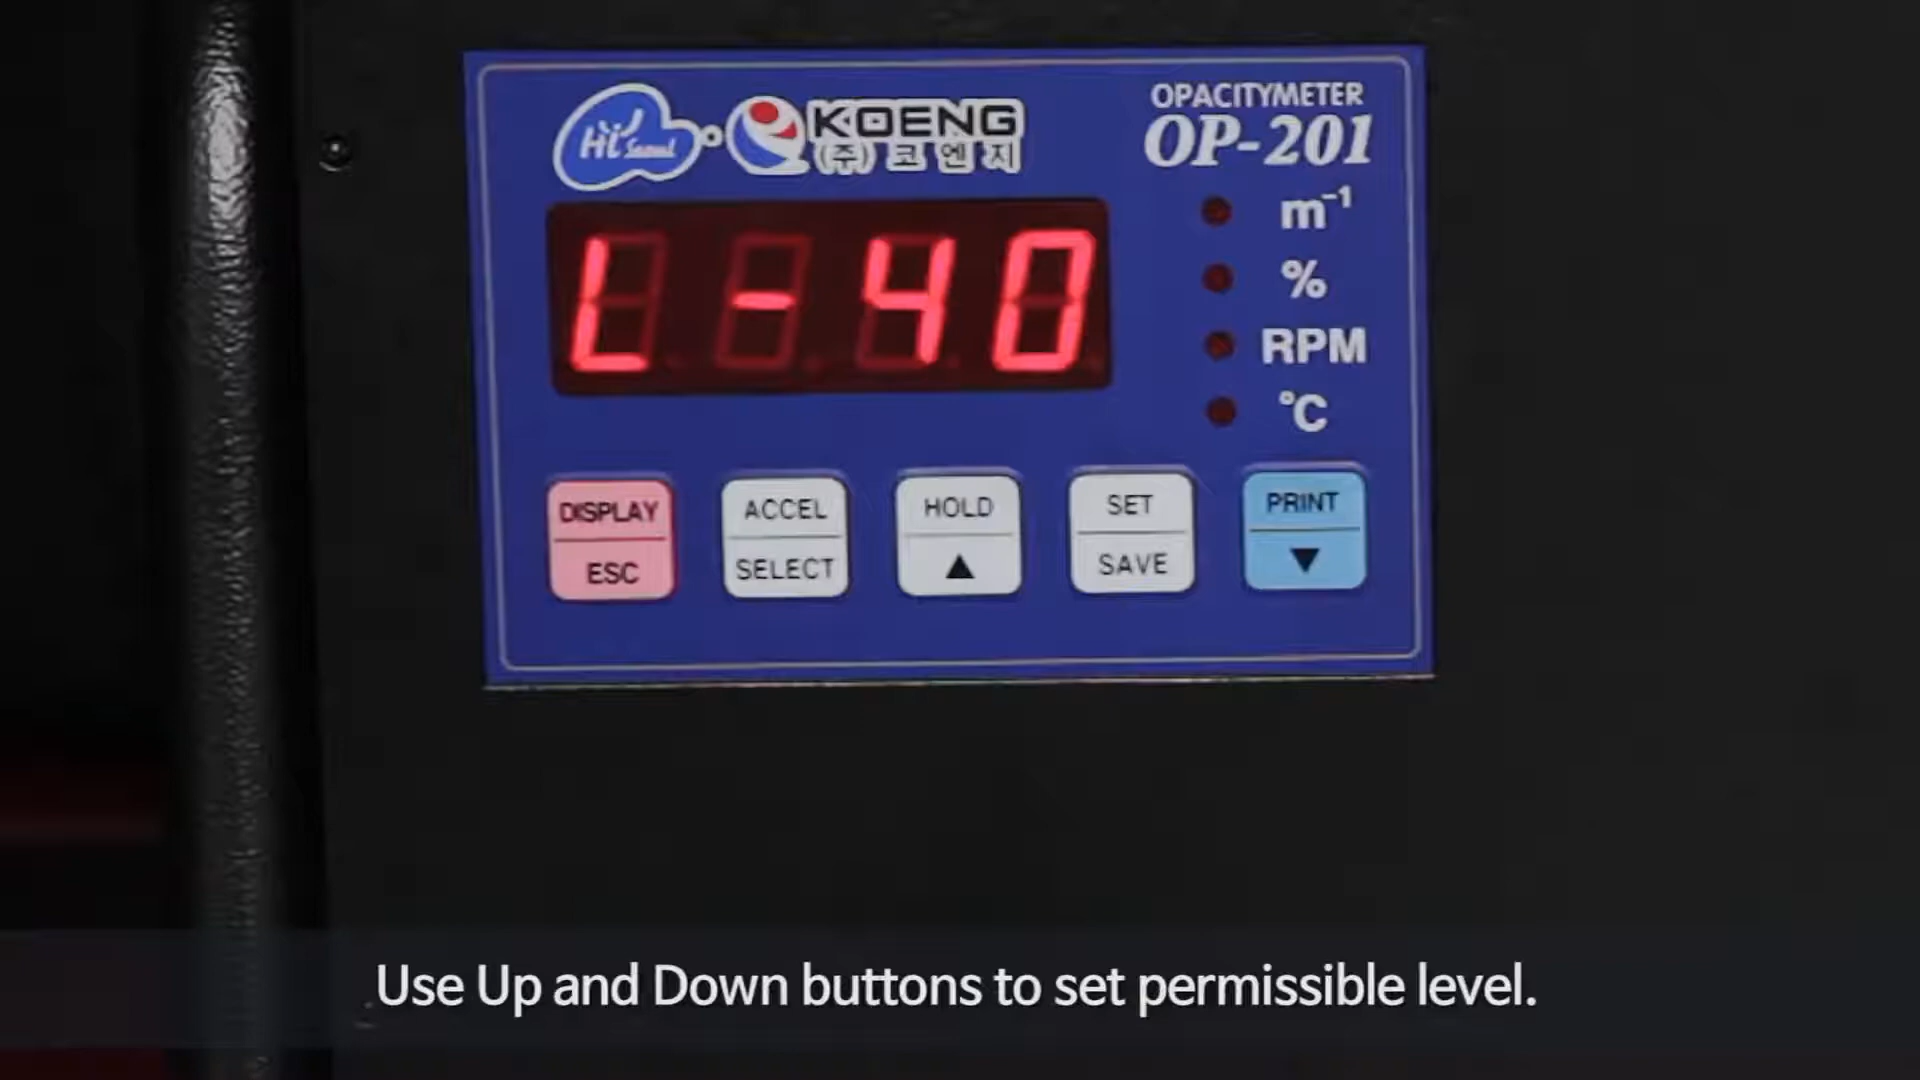 Hi Seoul
KOENG
(주) 코 엔 지
OPACITYMETER
OP-201
L-40
m⁻¹
%
RPM
℃
DISPLAY
ESC
ACCEL
SELECT
HOLD
▲
SET
SAVE
PRINT
▼
Use Up and Down buttons to set permissible level.